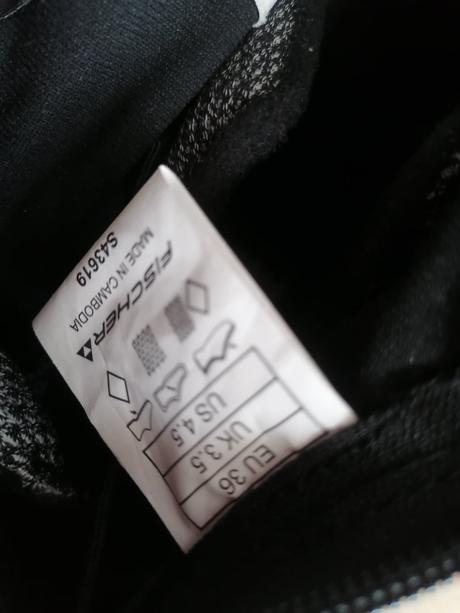 S43619
MADE IN CAMBODIA
FISCHER
US 4.5
UK 3.5
EU 36